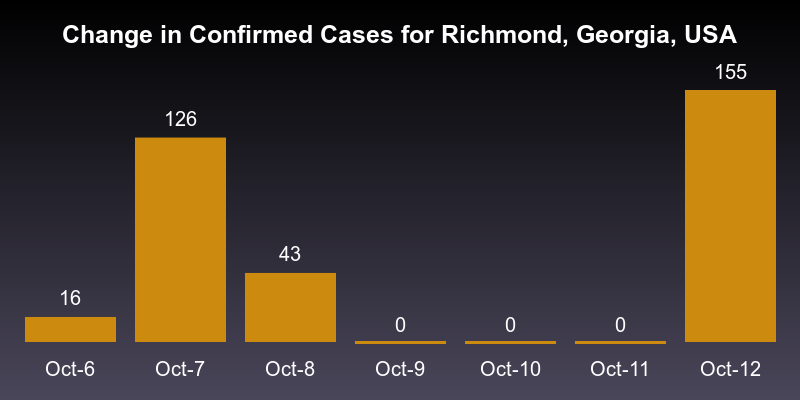 Change in Confirmed Cases for Richmond, Georgia, USA
155
126
43
16
0 0 0
Oct-6 Oct-7 Oct-8 Oct-9 Oct-10 Oct-11 Oct-12